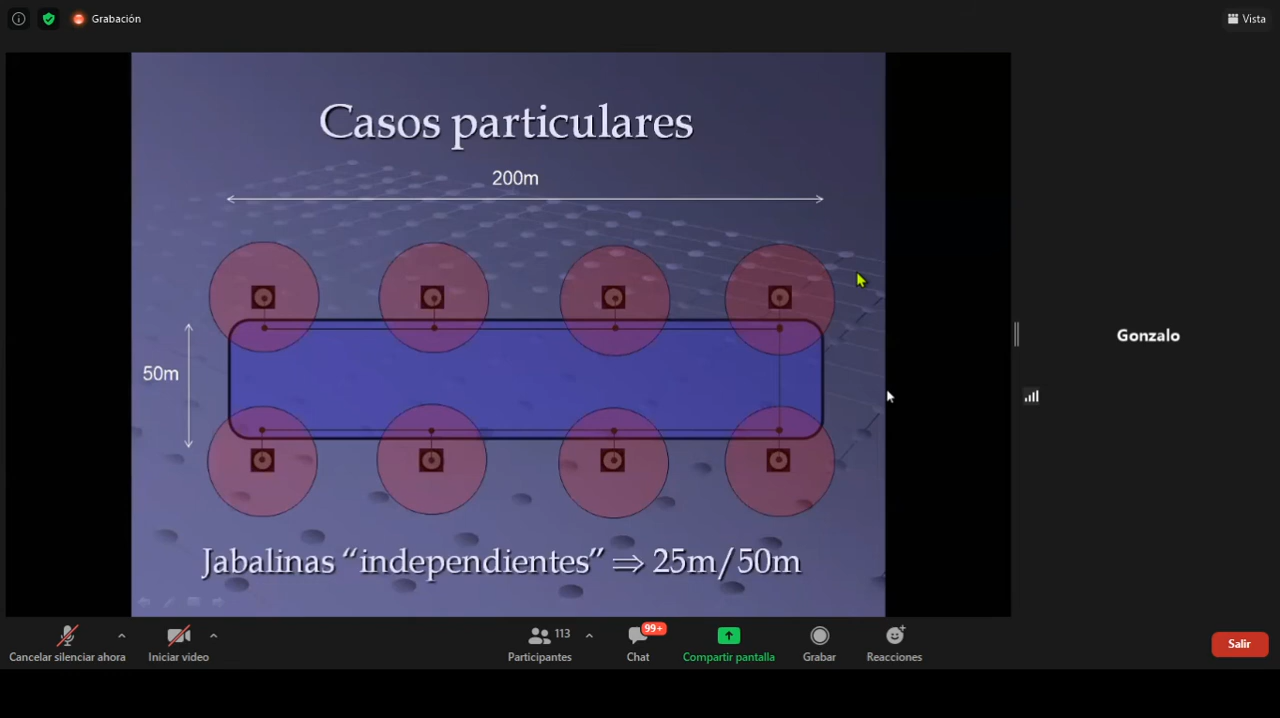 Grabación
Vista
Casos particulares
200m
50m
Gonzalo
Jabalinas “independientes” ⇒ 25m/50m
Cancelar silenciar ahora
Iniciar video
113
Participantes
99+
Chat
Compartir pantalla
Grabar
Reacciones
Salir